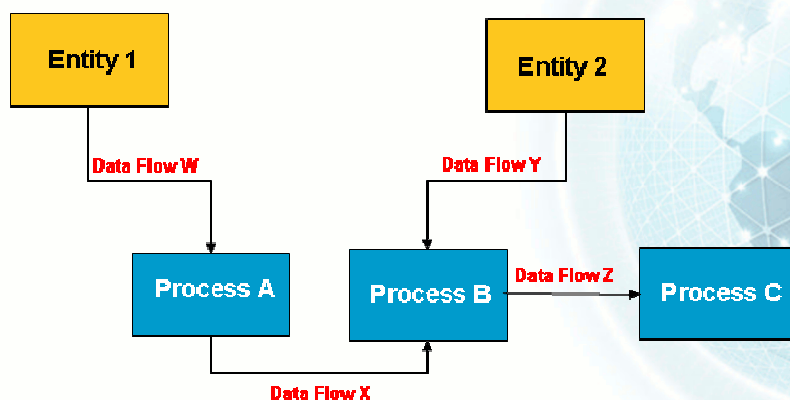 Entity 1
Entity 2
Data Flow W
Data Flow Y
Process A
Process B
Data Flow Z
Process C
Data Flow X